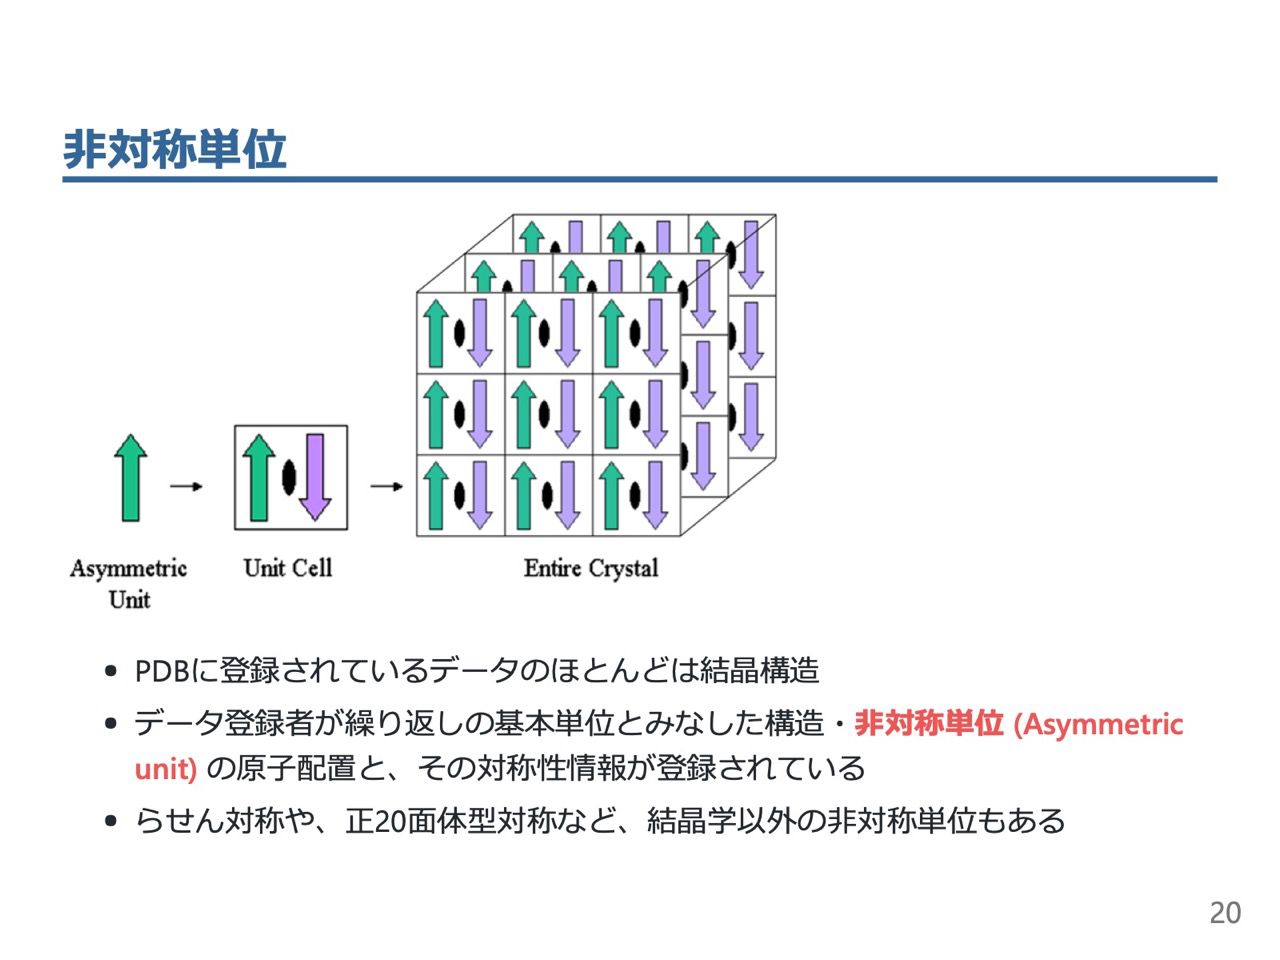 非対称単位
Asymmetric
Unit
Unit Cell
Entire Crystal
• PDBに登録されているデータのほとんどは結晶構造
• データ登録者が繰り返しの基本単位とみなした構造・非対称単位 (Asymmetric
unit) の原子配置と、その対称性情報が登録されている
• らせん対称や、正20面体型対称など、結晶学以外の非対称単位もある
20